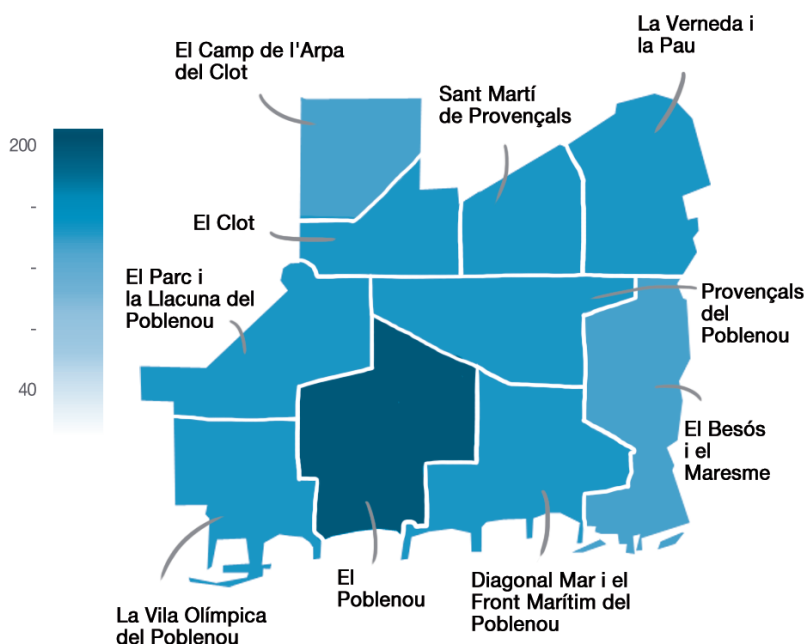 La Verneda i
la Pau
El Camp de l'Arpa
del Clot
Sant Martí
de Provençals
200
-
-
-
40
El Clot
El Parc i
la Llacuna del
Poblenou
Provençals
del
Poblenou
El Besós
i el
Maresme
El
Poblenou
Diagonal Mar i el
Front Marítim del
Poblenou
La Vila Olímpica
del Poblenou